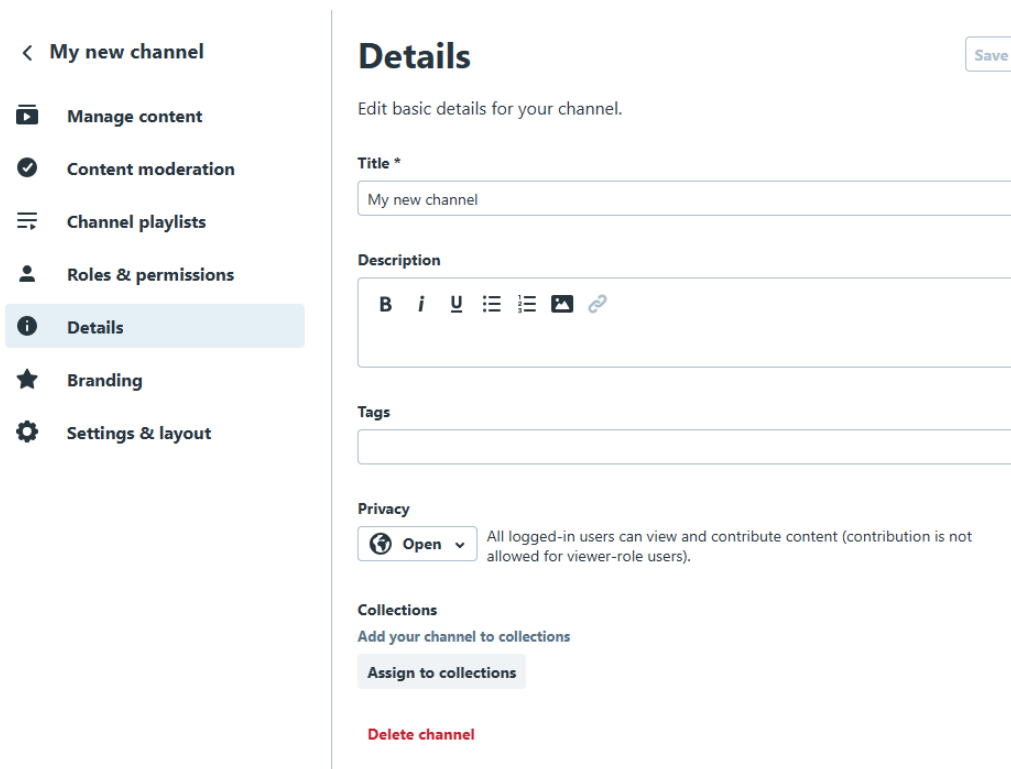 My new channel
Manage content
Content moderation
Channel playlists
Roles & permissions
Details
Branding
Settings & layout
Details
Save
Edit basic details for your channel.
Title *
My new channel
Description
B i U
Tags
Privacy
Open
All logged-in users can view and contribute content (contribution is not
allowed for viewer-role users).
Collections
Add your channel to collections
Assign to collections
Delete channel